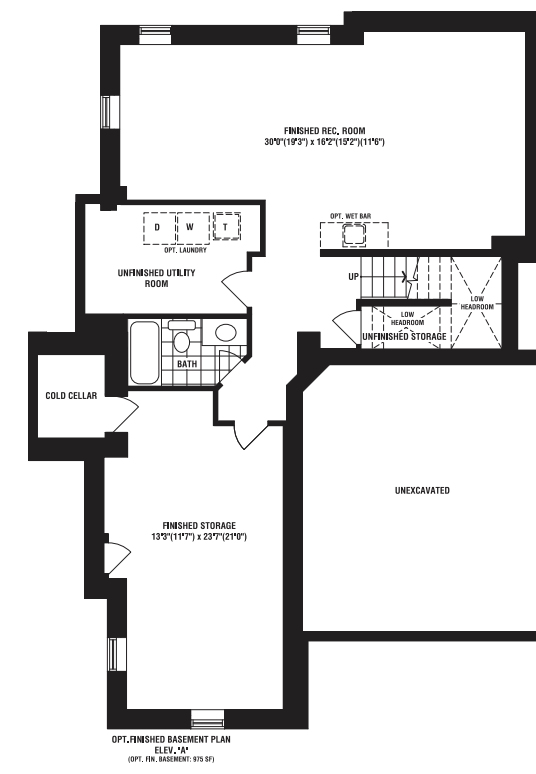 FINISHED REC. ROOM
30'0"(19'3") x 16'2"(15'2")(11'6")
OPT. WET BAR
D W T
OPT. LAUNDRY
UNFINISHED UTILITY
ROOM
UP
LOW
HEADROOM
LOW
HEADROOM
UNFINISHED STORAGE
BATH
COLD CELLAR
UNEXCAVATED
FINISHED STORAGE
13'3"(11'7") x 23'7"(21'0")
OPT.FINISHED BASEMENT PLAN
ELEV. 'A'
(OPT. FIN. BASEMENT: 975 SF)